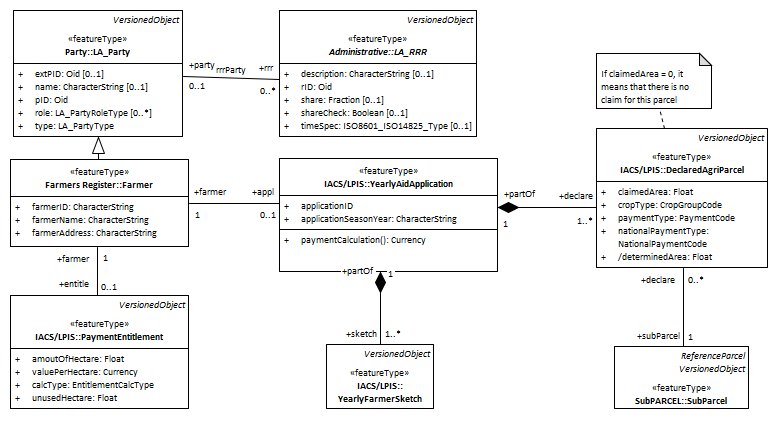 VersionedObject
«featureType»
Party::LA_Party
+ extPID: Oid [0..1]
+ name: CharacterString [0..1]
+ pID: Oid
+ role: LA_PartyRoleType [0..*]
+ type: LA_PartyType
+party
rrrParty
+rrr
0..1
0..*
VersionedObject
«featureType»
Administrative::LA_RRR
+ description: CharacterString [0..1]
+ rID: Oid
+ share: Fraction [0..1]
+ shareCheck: Boolean [0..1]
+ timeSpec: ISO8601_ISO14825_Type [0..1]
If claimedArea = 0, it
means that there is no
claim for this parcel
«featureType»
Farmers Register::Farmer
+ farmerID: CharacterString
+ farmerName: CharacterString
+ farmerAddress: CharacterString
+farmer
+appl
1
0..1
«featureType»
IACS/LPIS::YearlyAidApplication
+ applicationID
+ applicationSeasonYear: CharacterString
+ paymentCalculation(): Currency
+partOf
+declare
1
1..*
VersionedObject
«featureType»
IACS/LPIS::DeclaredAgriParcel
+ claimedArea: Float
+ cropType: CropGroupCode
+ paymentType: PaymentCode
+ nationalPaymentType:
NationalPaymentCode
+ /determinedArea: Float
+farmer
1
+entitle
0..1
+partOf
1
+sketch
1..*
+declare
0..*
+subParcel
1
VersionedObject
«featureType»
IACS/LPIS::PaymentEntitlement
+ amoutOfHectare: Float
+ valuePerHectare: Currency
+ calcType: EntitlementCalcType
+ unusedHectare: Float
VersionedObject
«featureType»
IACS/LPIS::
YearlyFarmerSketch
ReferenceParcel
VersionedObject
«featureType»
SubPARCEL::SubParcel